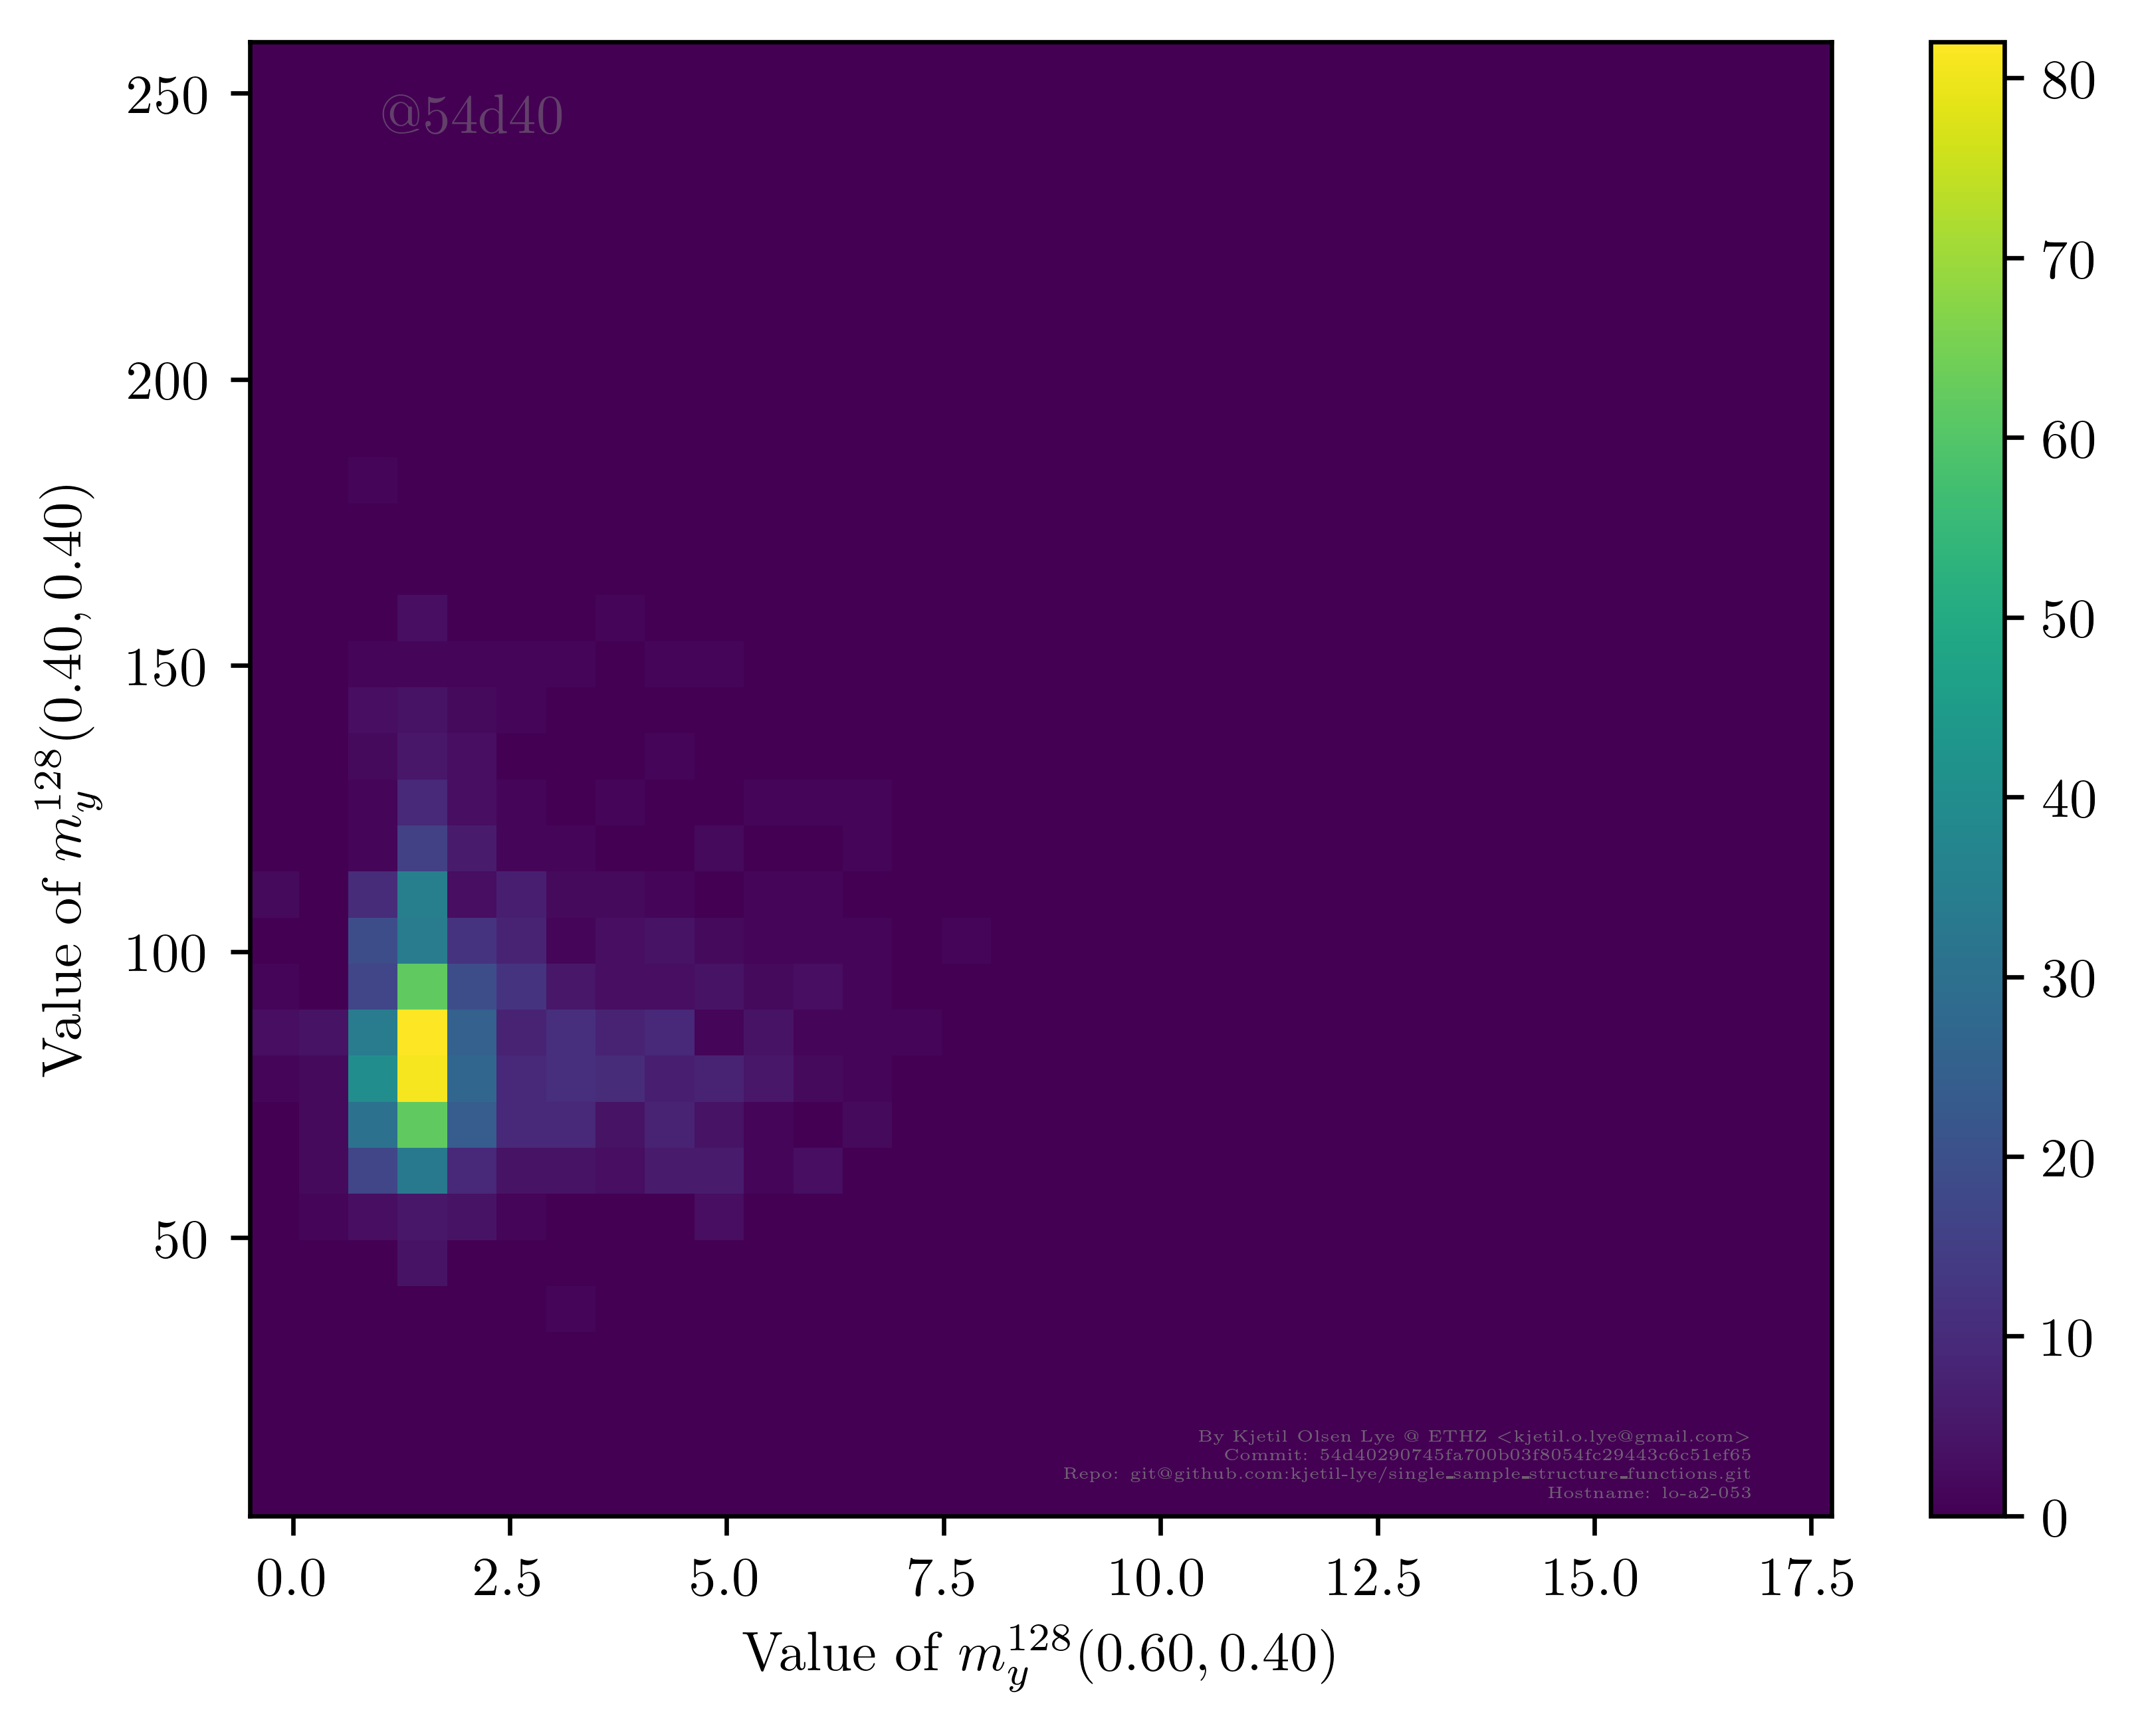 @54d40
250
200
150
100
50
Value of m_y^128(0.40, 0.40)
0.0 2.5 5.0 7.5 10.0 12.5 15.0 17.5
Value of m_y^128(0.60, 0.40)
80
70
60
50
40
30
20
10
0
By Kjetil Olsen Lye @ ETHZ <kjetil.o.lye@gmail.com>
Commit: 54d40290745fa700b03f8054fc29443c6c51ef65
Repo: git@github.com:kjetil-lye/single_sample_structure_functions.git
Hostname: lo-a2-053